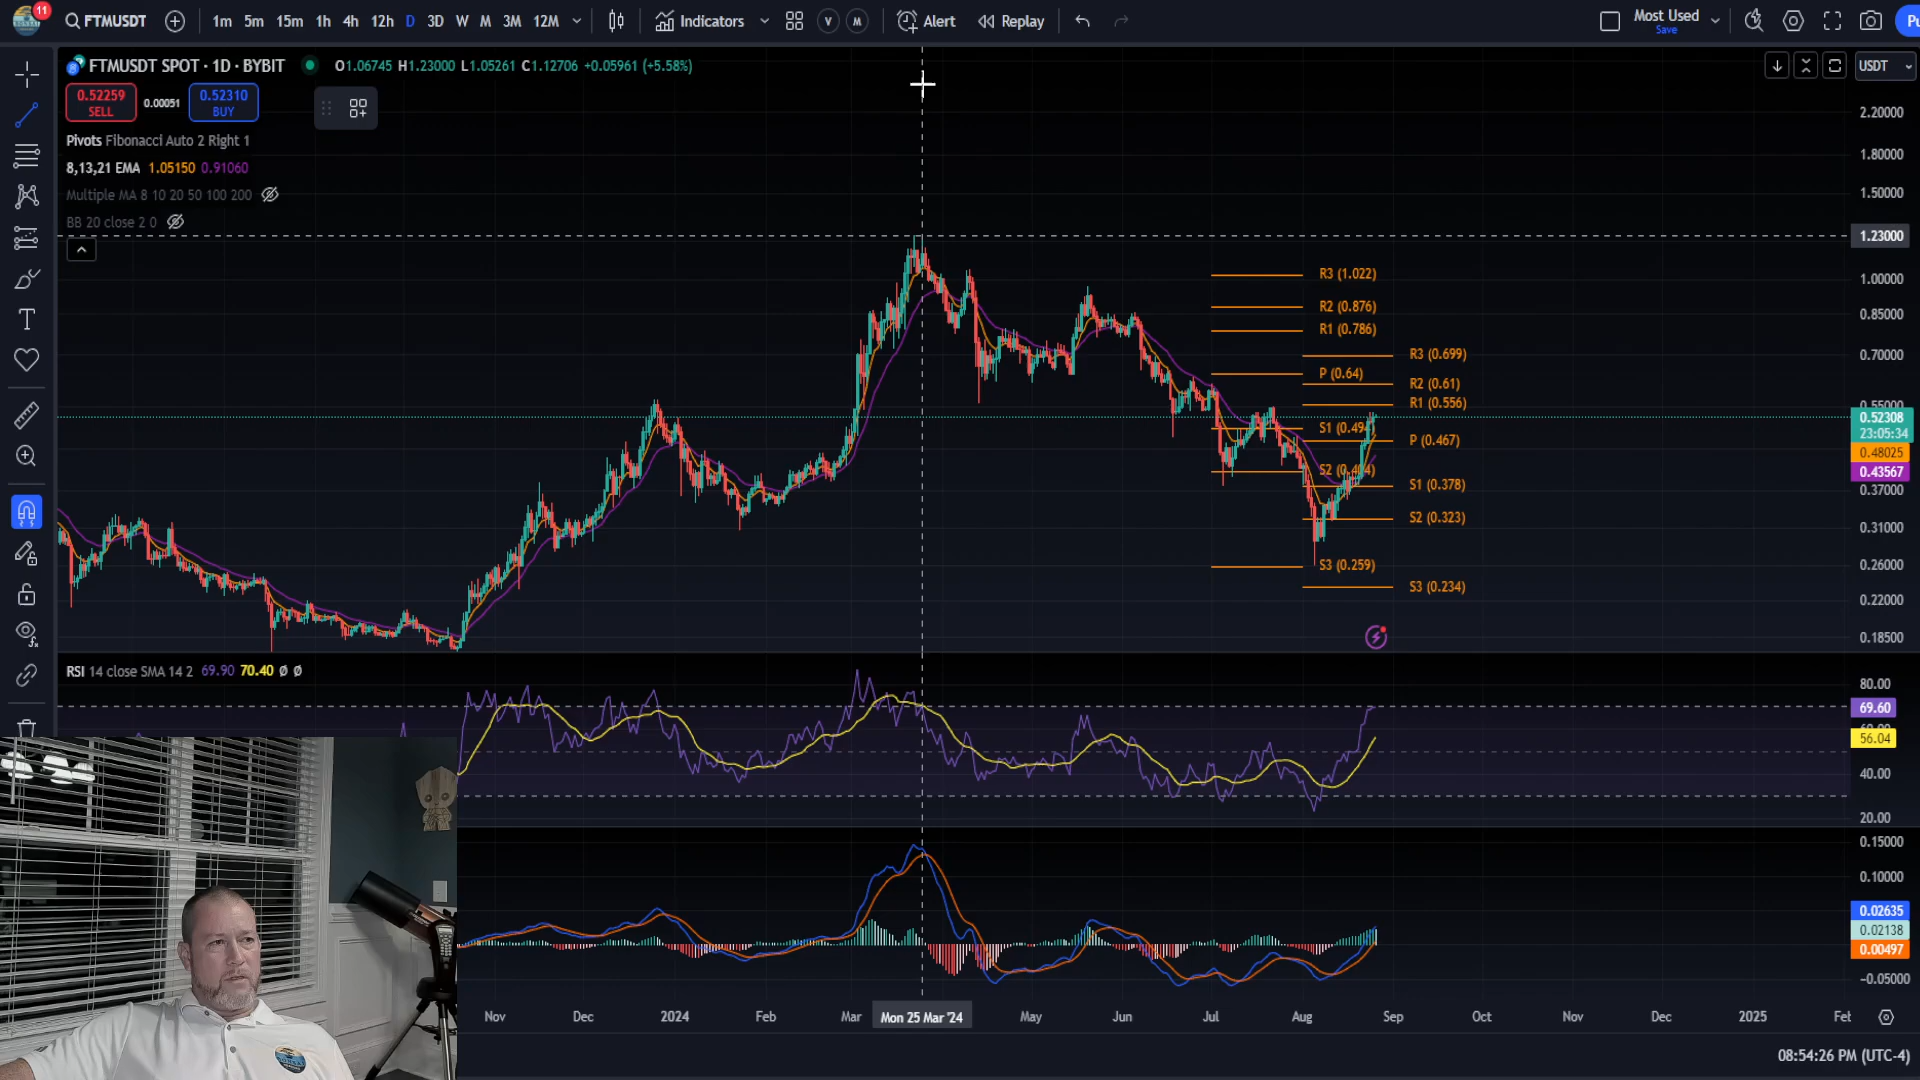 11
FTMUSDT
1m 5m 15m 1h 4h 12h D 3D W M 3M 12M
Indicators
V M
Alert
Replay
Most Used
Save
FTMUSDT SPOT · 1D · BYBIT
O1.06745 H1.23000 L1.05261 C1.12706 +0.05961 (+5.58%)
USDT
0.52259
SELL
0.00051
0.52310
BUY
Pivots Fibonacci Auto 2 Right 1
8,13,21 EMA 1.05150 0.91060
Multiple MA 8 10 20 50 100 200
BB 20 close 2 0
2.20000
1.80000
1.50000
1.23000
1.00000
0.85000
0.70000
0.55000
0.52308
23:05:34
0.48025
0.43567
0.37000
0.31000
0.26000
0.22000
0.18500
R3 (1.022)
R2 (0.876)
R1 (0.786)
P (0.64)
S1 (0.494)
S2 (0.404)
S3 (0.259)
R3 (0.699)
R2 (0.61)
R1 (0.556)
P (0.467)
S1 (0.378)
S2 (0.323)
S3 (0.234)
RSI 14 close SMA 14 2 69.90 70.40 ∅ ∅
80.00
69.60
60.00
56.04
40.00
20.00
0.15000
0.10000
0.02635
0.02138
0.00497
−0.05000
Nov Dec 2024 Feb Mar Mon 25 Mar '24 May Jun Jul Aug Sep Oct Nov Dec 2025 Fe
08:54:26 PM (UTC-4)